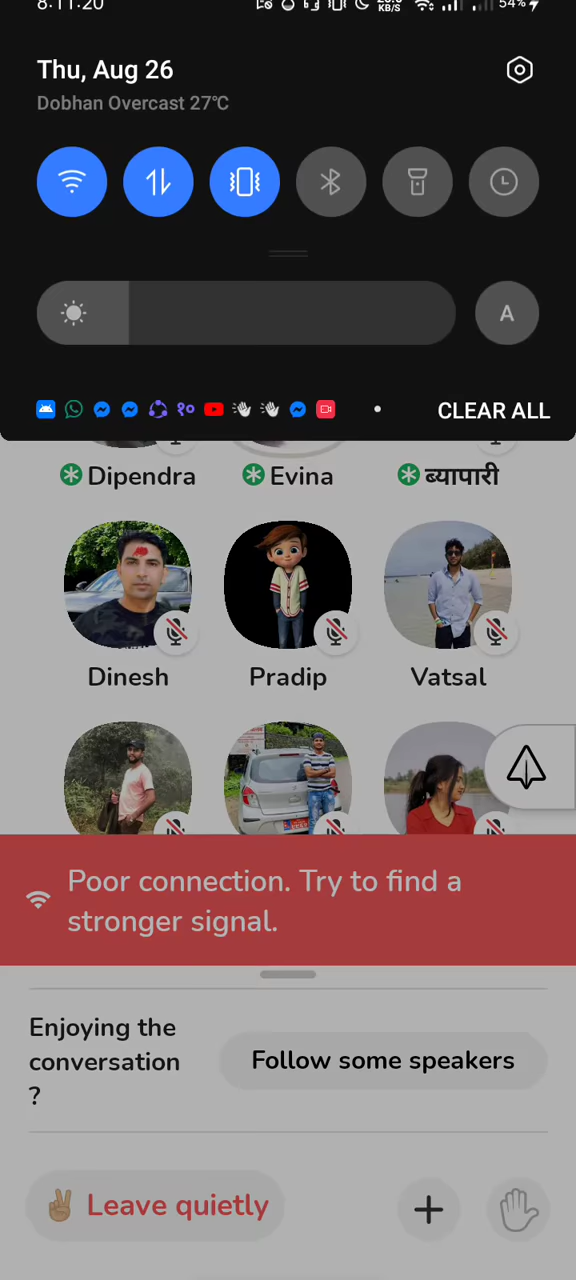 8:11:20
KB/S
54%
Thu, Aug 26
Dobhan Overcast 27°C
A
CLEAR ALL
Dipendra
Evina
ब्यापारी
Dinesh
Pradip
Vatsal
Poor connection. Try to find a
stronger signal.
Enjoying the
conversation
?
Follow some speakers
✌🏼 Leave quietly